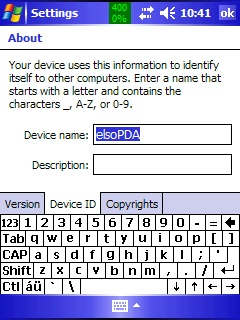 Settings 400 0 10:41 ok
About
Your device uses this information to identify
itself to other computers. Enter a name that
starts with a letter and contains the
characters _, A-Z, or 0-9.
Device name: elsoPDA
Description:
Version Device ID Copyrights
123 1 2 3 4 5 6 7 8 9 0 - =
Tab q w e r t y u i o p [ ]
CAP a s d f g h j k l ; '
Shift z x c v b n m , . /
Ctl áü ` \ ↓ ↑ ← →